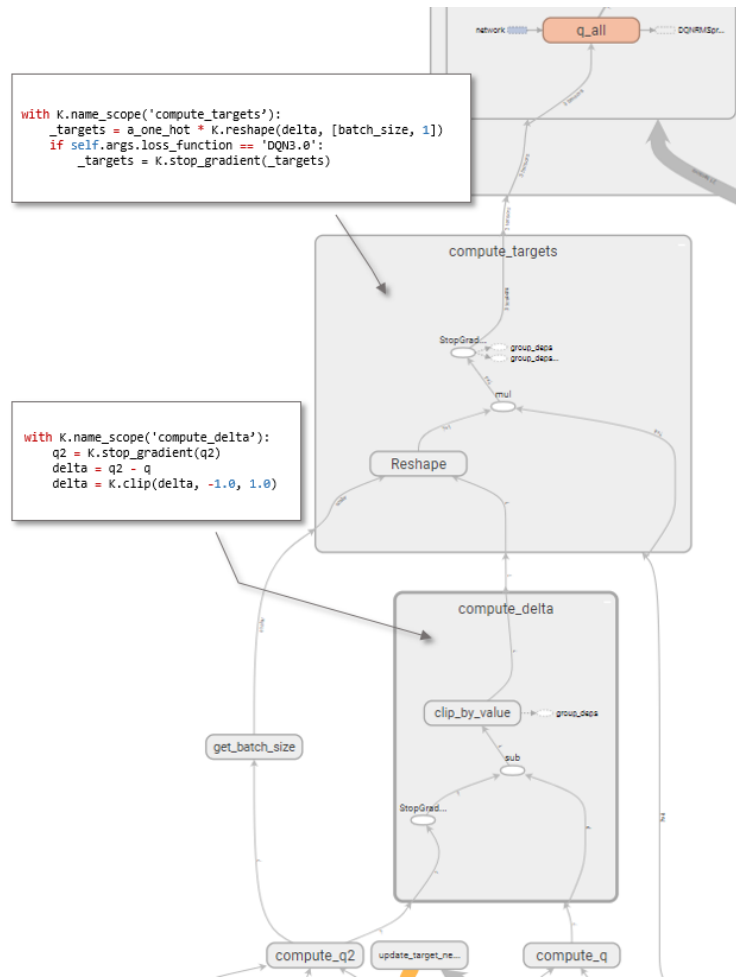 network
q_all
DQNRMSpr...
with K.name_scope('compute_targets’):
    _targets = a_one_hot * K.reshape(delta, [batch_size, 1])
    if self.args.loss_function == 'DQN3.0':
        _targets = K.stop_gradient(_targets)
compute_targets
StopGrad...
group_deps
group_deps...
mul
Reshape
with K.name_scope('compute_delta’):
    q2 = K.stop_gradient(q2)
    delta = q2 - q
    delta = K.clip(delta, -1.0, 1.0)
compute_delta
clip_by_value
group_deps
get_batch_size
sub
StopGrad...
compute_q2
update_target_ne...
compute_q